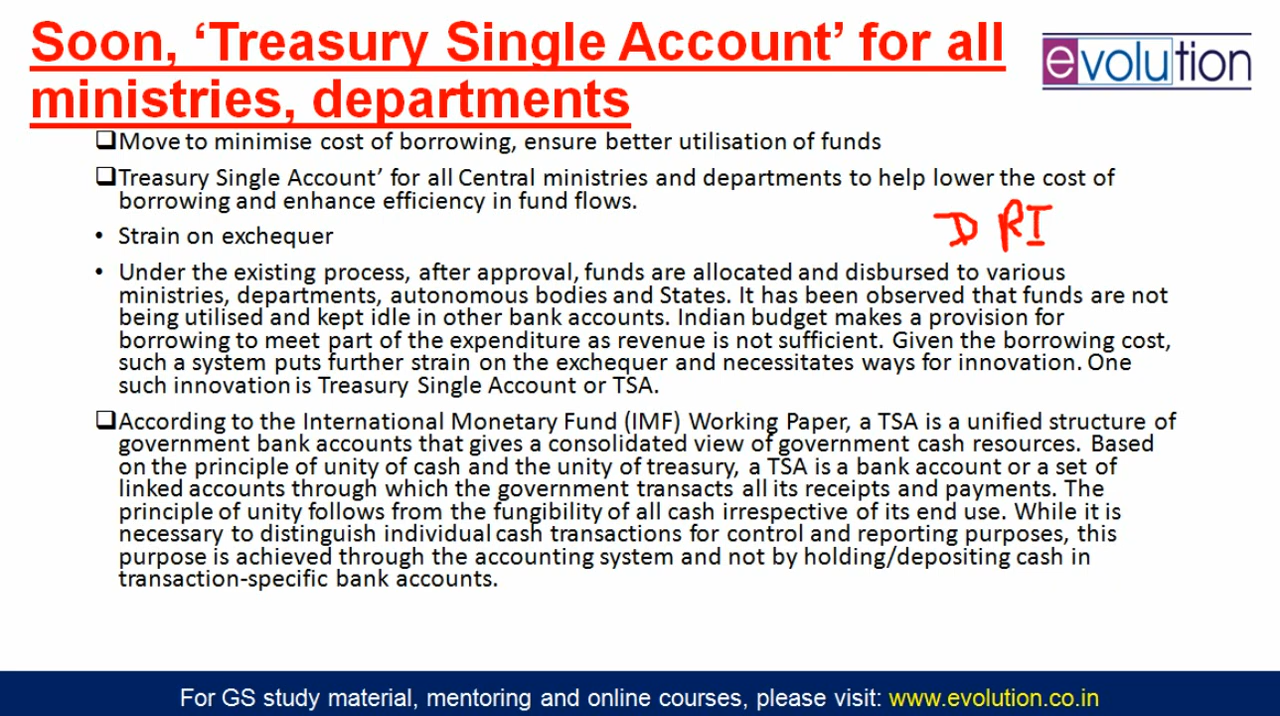 Soon, ‘Treasury Single Account’ for all
ministries, departments
evolution
❑Move to minimise cost of borrowing, ensure better utilisation of funds
❑Treasury Single Account’ for all Central ministries and departments to help lower the cost of
borrowing and enhance efficiency in fund flows.
D RI
• Strain on exchequer
• Under the existing process, after approval, funds are allocated and disbursed to various
ministries, departments, autonomous bodies and States. It has been observed that funds are not
being utilised and kept idle in other bank accounts. Indian budget makes a provision for
borrowing to meet part of the expenditure as revenue is not sufficient. Given the borrowing cost,
such a system puts further strain on the exchequer and necessitates ways for innovation. One
such innovation is Treasury Single Account or TSA.
❑According to the International Monetary Fund (IMF) Working Paper, a TSA is a unified structure of
government bank accounts that gives a consolidated view of government cash resources. Based
on the principle of unity of cash and the unity of treasury, a TSA is a bank account or a set of
linked accounts through which the government transacts all its receipts and payments. The
principle of unity follows from the fungibility of all cash irrespective of its end use. While it is
necessary to distinguish individual cash transactions for control and reporting purposes, this
purpose is achieved through the accounting system and not by holding/depositing cash in
transaction-specific bank accounts.
For GS study material, mentoring and online courses, please visit: www.evolution.co.in